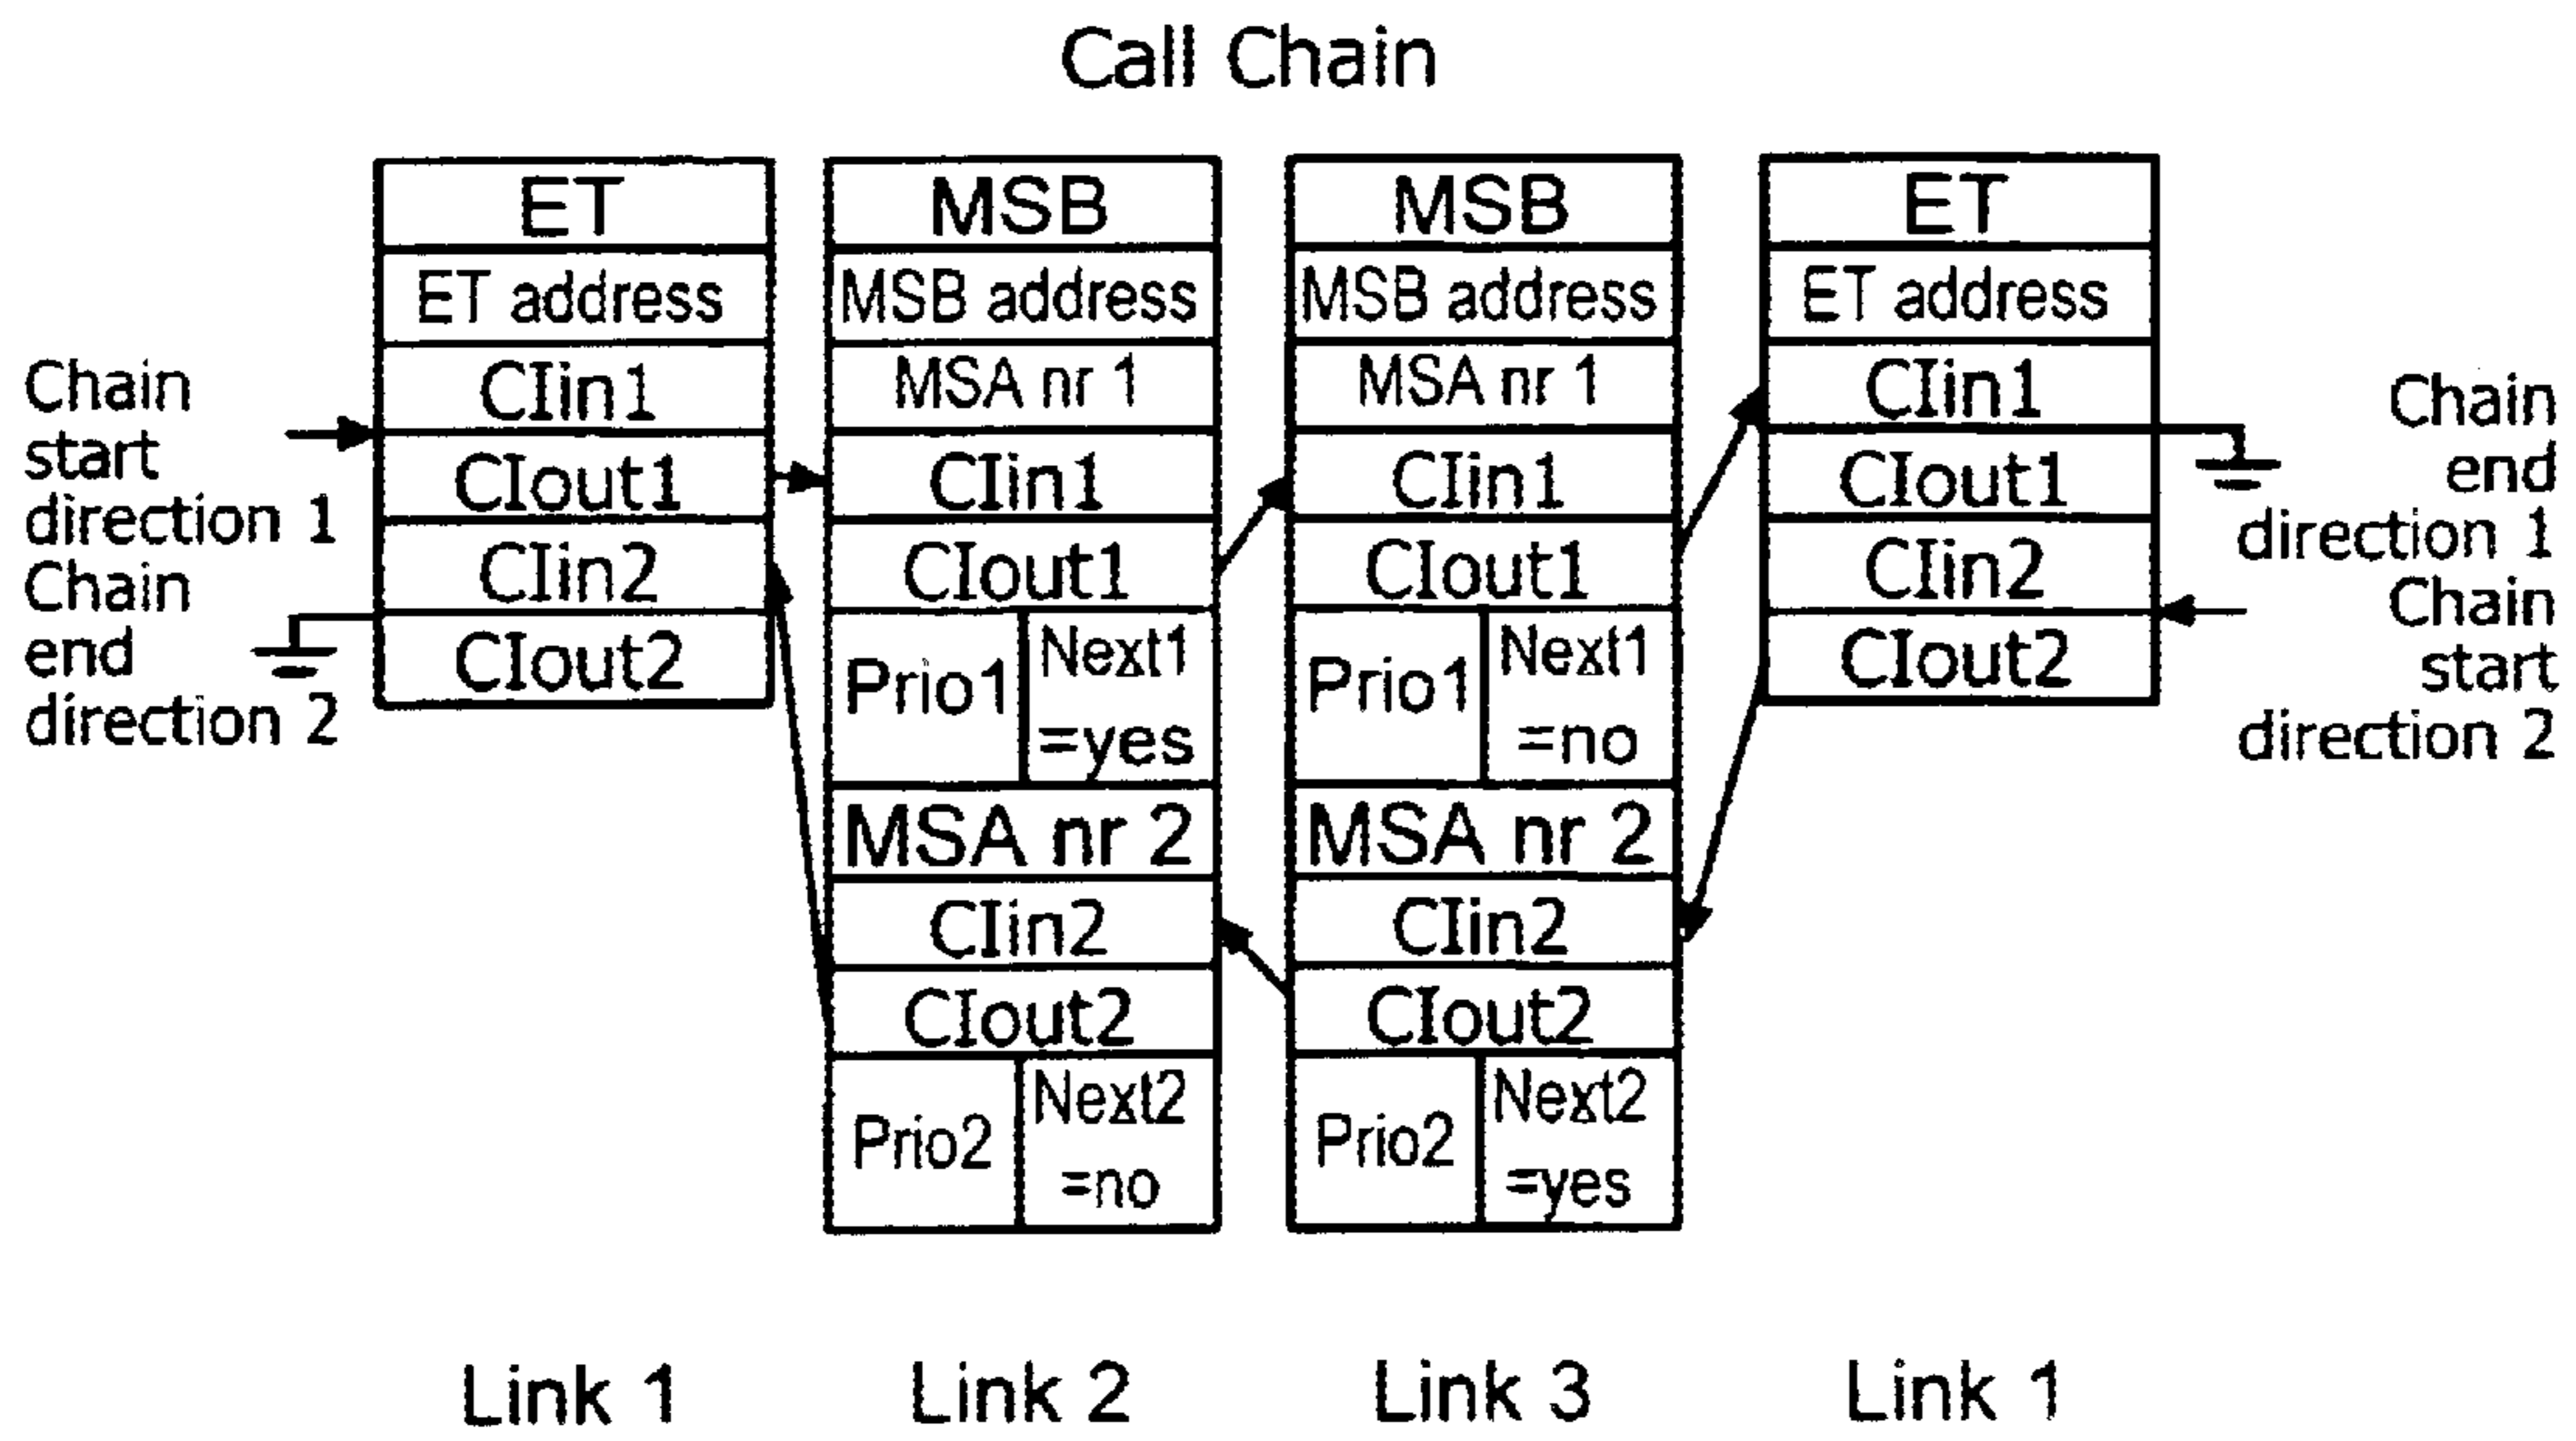 Call Chain
Chain
start
direction 1
Chain
end
direction 2
ET
ET address
CIin1
CIout1
CIin2
CIout2
MSB
MSB address
MSA nr 1
CIin1
CIout1
Prio1
Next1
=yes
MSA nr 2
CIin2
CIout2
Prio2
Next2
=no
MSB
MSB address
MSA nr 1
CIin1
CIout1
Prio1
Next1
=no
MSA nr 2
CIin2
CIout2
Prio2
Next2
=yes
ET
ET address
CIin1
CIout1
CIin2
CIout2
Chain
end
direction 1
Chain
start
direction 2
Link 1
Link 2
Link 3
Link 1